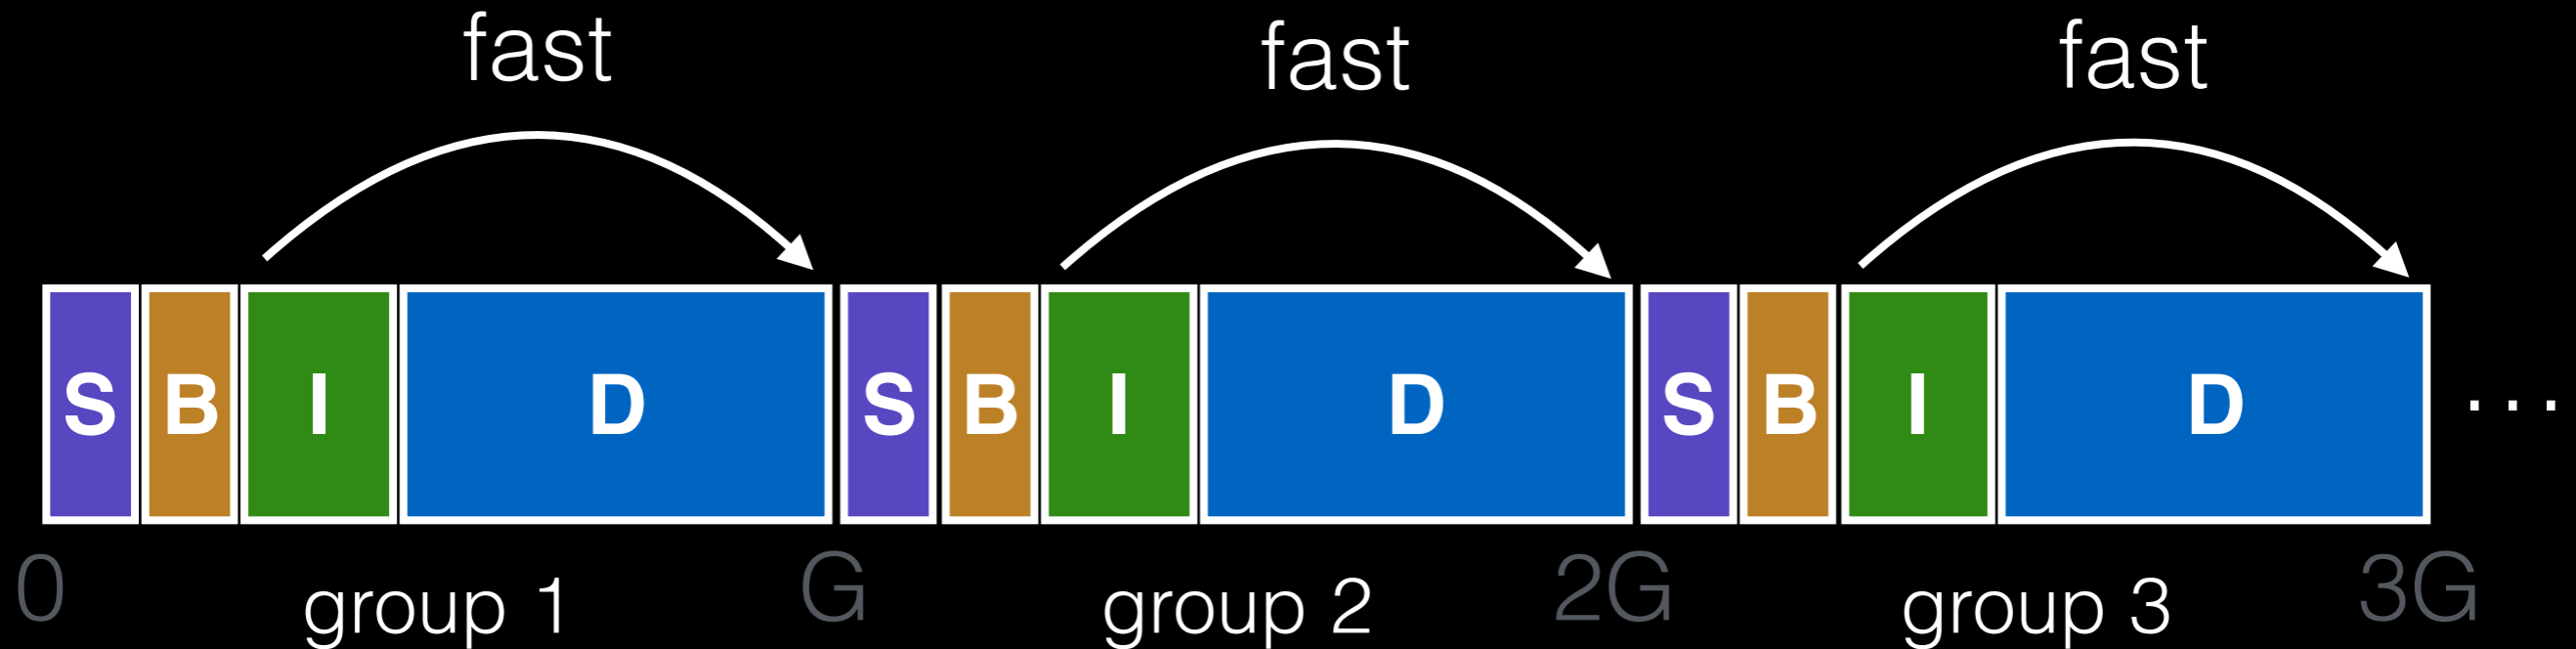 fast fast fast
S B I D S B I D S B I D ...
0 group 1 G group 2 2G group 3 3G